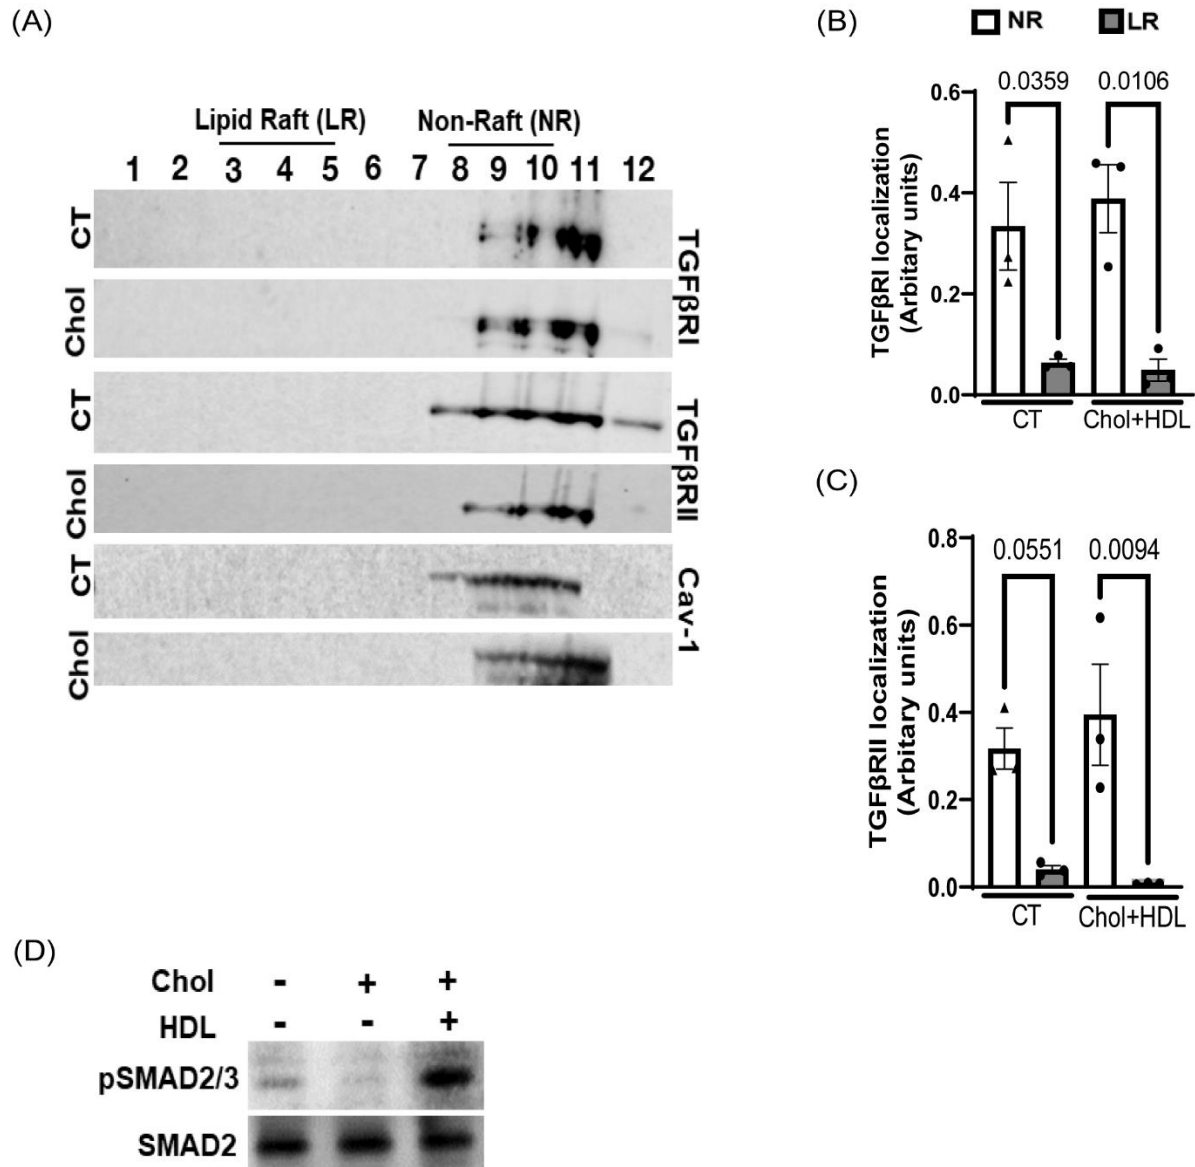 (A)
Lipid Raft (LR) Non-Raft (NR)
1 2 3 4 5 6 7 8 9 10 11 12
CT
Chol
TGFβRI
CT
Chol
TGFβRII
CT
Chol
Cav-1
(B)
NR LR
0.0359 0.0106
0.6
0.4
0.2
0.0
TGFβRI localization
(Arbitary units)
CT Chol+HDL
(C)
0.0551 0.0094
0.8
0.6
0.4
0.2
0.0
TGFβRII localization
(Arbitary units)
CT Chol+HDL
(D)
Chol - + +
HDL - - +
pSMAD2/3
SMAD2